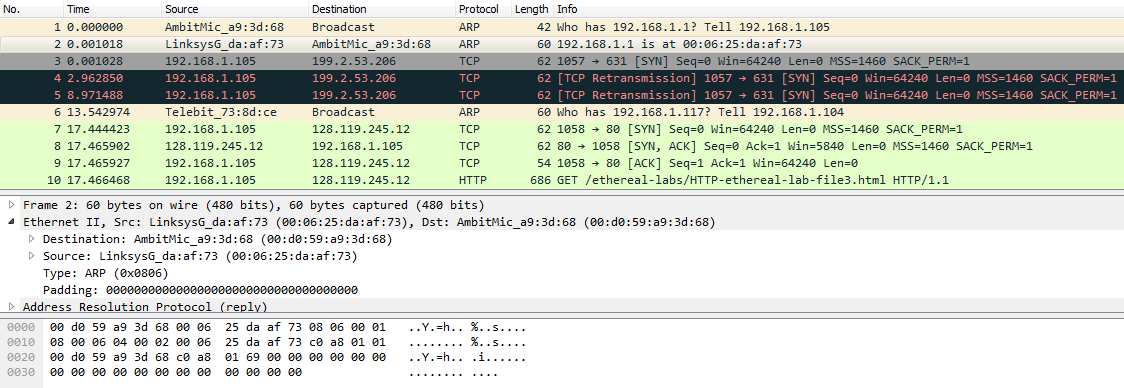 No. Time Source Destination Protocol Length Info
1 0.000000 AmbitMic_a9:3d:68 Broadcast ARP 42 Who has 192.168.1.1? Tell 192.168.1.105
2 0.001018 LinksysG_da:af:73 AmbitMic_a9:3d:68 ARP 60 192.168.1.1 is at 00:06:25:da:af:73
3 0.001028 192.168.1.105 199.2.53.206 TCP 62 1057 → 631 [SYN] Seq=0 Win=64240 Len=0 MSS=1460 SACK_PERM=1
4 2.962850 192.168.1.105 199.2.53.206 TCP 62 [TCP Retransmission] 1057 → 631 [SYN] Seq=0 Win=64240 Len=0 MSS=1460 SACK_PERM=1
5 8.971488 192.168.1.105 199.2.53.206 TCP 62 [TCP Retransmission] 1057 → 631 [SYN] Seq=0 Win=64240 Len=0 MSS=1460 SACK_PERM=1
6 13.542974 Telebit_73:8d:ce Broadcast ARP 60 Who has 192.168.1.117? Tell 192.168.1.104
7 17.444423 192.168.1.105 128.119.245.12 TCP 62 1058 → 80 [SYN] Seq=0 Win=64240 Len=0 MSS=1460 SACK_PERM=1
8 17.465902 128.119.245.12 192.168.1.105 TCP 62 80 → 1058 [SYN, ACK] Seq=0 Ack=1 Win=5840 Len=0 MSS=1460 SACK_PERM=1
9 17.465927 192.168.1.105 128.119.245.12 TCP 54 1058 → 80 [ACK] Seq=1 Ack=1 Win=64240 Len=0
10 17.466468 192.168.1.105 128.119.245.12 HTTP 686 GET /ethereal-labs/HTTP-ethereal-lab-file3.html HTTP/1.1
Frame 2: 60 bytes on wire (480 bits), 60 bytes captured (480 bits)
Ethernet II, Src: LinksysG_da:af:73 (00:06:25:da:af:73), Dst: AmbitMic_a9:3d:68 (00:d0:59:a9:3d:68)
Destination: AmbitMic_a9:3d:68 (00:d0:59:a9:3d:68)
Source: LinksysG_da:af:73 (00:06:25:da:af:73)
Type: ARP (0x0806)
Padding: 000000000000000000000000000000000000
Address Resolution Protocol (reply)
0000 00 d0 59 a9 3d 68 00 06 25 da af 73 08 06 00 01 ..Y.=h.. %..s....
0010 08 00 06 04 00 02 00 06 25 da af 73 c0 a8 01 01 ........ %..s....
0020 00 d0 59 a9 3d 68 c0 a8 01 69 00 00 00 00 00 00 ..Y.=h.. .i......
0030 00 00 00 00 00 00 00 00 00 00 00 00 ........ ....